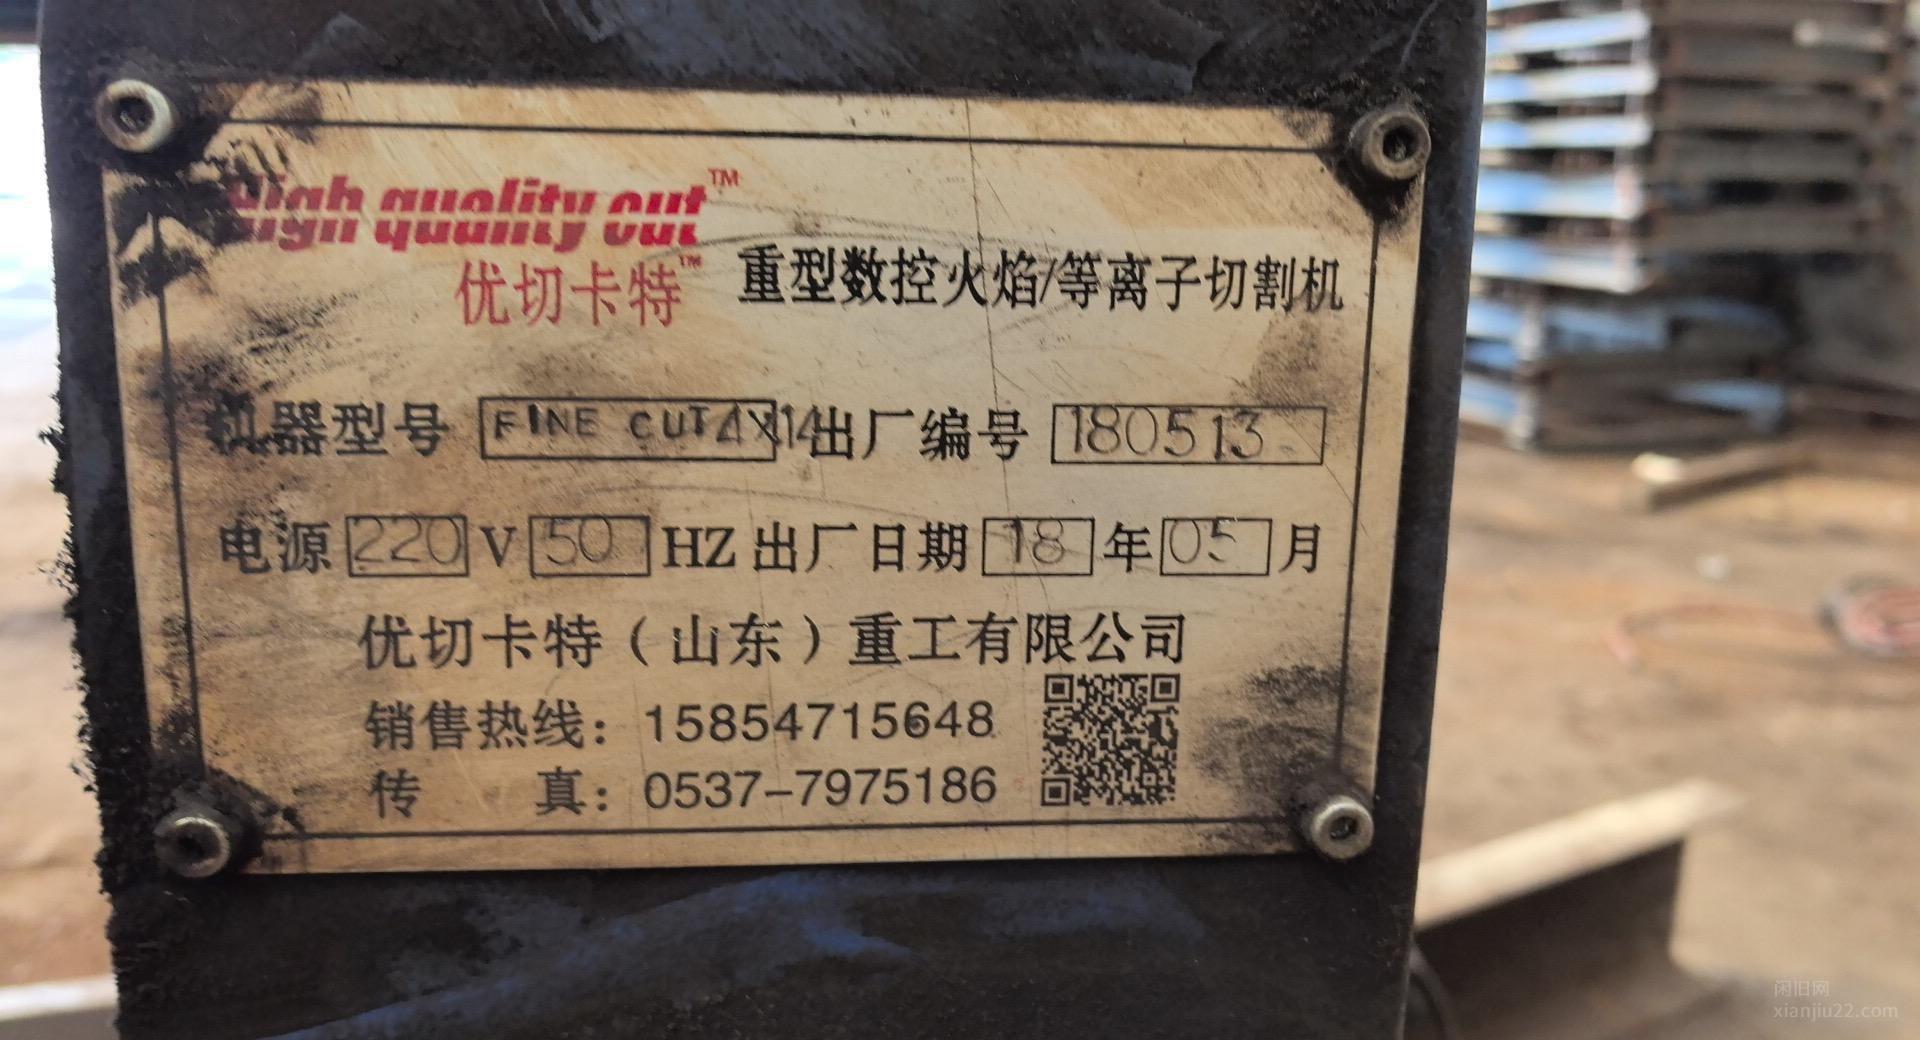 High quality cut™
优切卡特™ 重型数控火焰/等离子切割机
机器型号 FINE CUT4X14 出厂编号 180513
电源 220 V 50 HZ 出厂日期 18 年 05 月
优切卡特（山东）重工有限公司
销售热线：15854715648
传 真：0537-7975186
闲旧网
xianjiu22.com